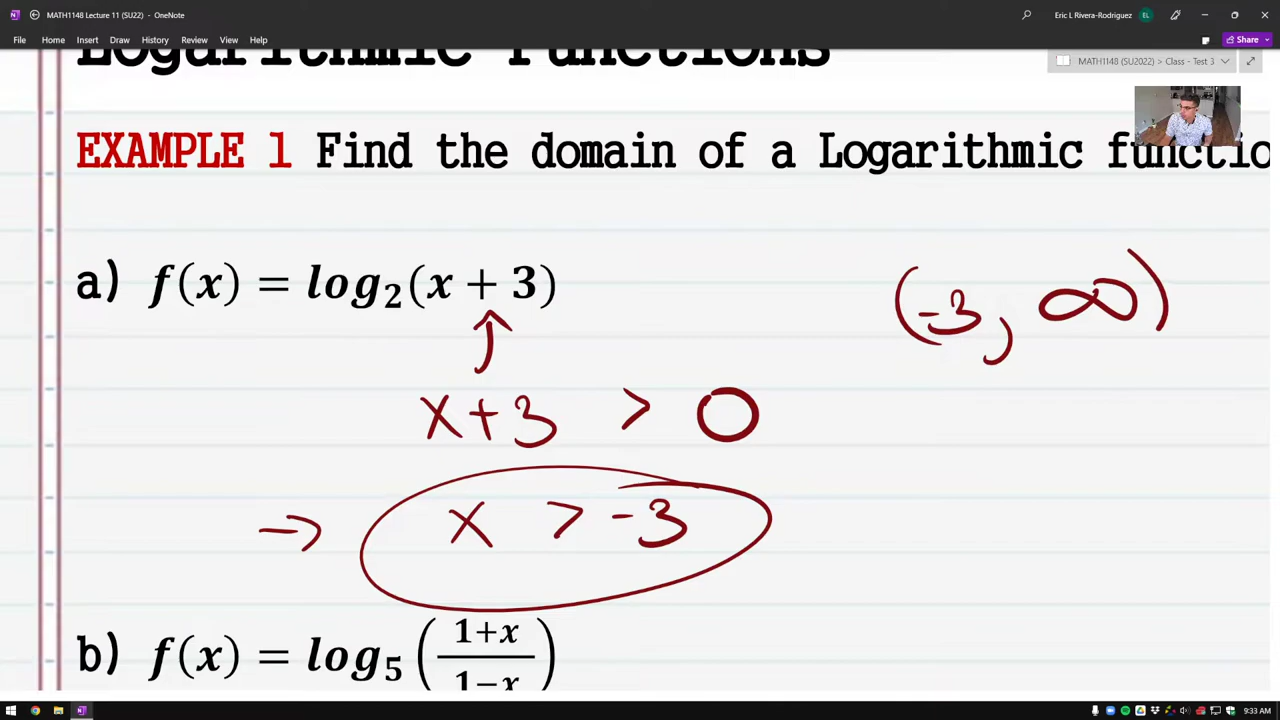 MATH1148 Lecture 11 (SU22) - OneNote
Eric L Rivera-Rodriguez
EL
File Home Insert Draw History Review View Help
Share
Logarithmic Functions
MATH1148 (SU2022) > Class - Test 3
EXAMPLE 1 Find the domain of a Logarithmic functio
a) f(x) = log₂(x + 3)
(-3, ∞)
x+3 > 0
→ x > -3
b) f(x) = log₅ (1+x / 1−x)
9:33 AM